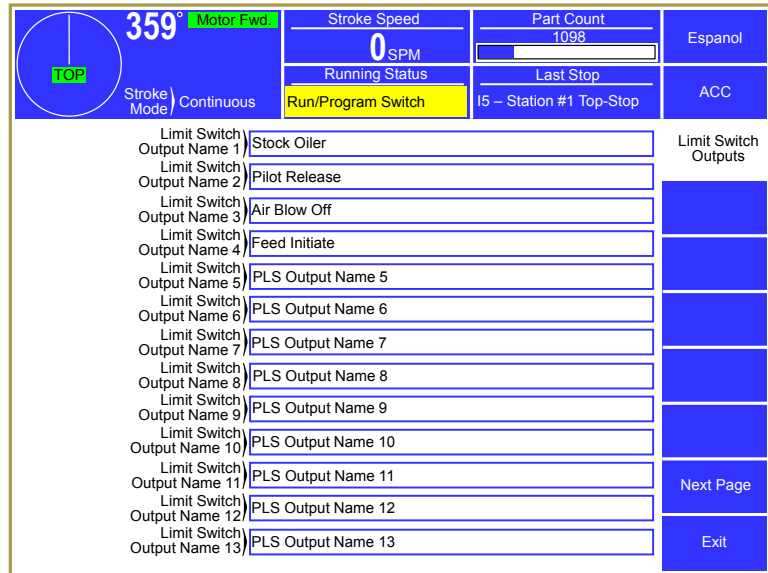 359° Motor Fwd.
TOP
Stroke Mode Continuous
Stroke Speed
0 SPM
Part Count
1098
Running Status
Run/Program Switch
Last Stop
I5 – Station #1 Top-Stop
Espanol
ACC
Limit Switch Outputs
Limit Switch Output Name 1 Stock Oiler
Limit Switch Output Name 2 Pilot Release
Limit Switch Output Name 3 Air Blow Off
Limit Switch Output Name 4 Feed Initiate
Limit Switch Output Name 5 PLS Output Name 5
Limit Switch Output Name 6 PLS Output Name 6
Limit Switch Output Name 7 PLS Output Name 7
Limit Switch Output Name 8 PLS Output Name 8
Limit Switch Output Name 9 PLS Output Name 9
Limit Switch Output Name 10 PLS Output Name 10
Limit Switch Output Name 11 PLS Output Name 11
Limit Switch Output Name 12 PLS Output Name 12
Limit Switch Output Name 13 PLS Output Name 13
Next Page
Exit